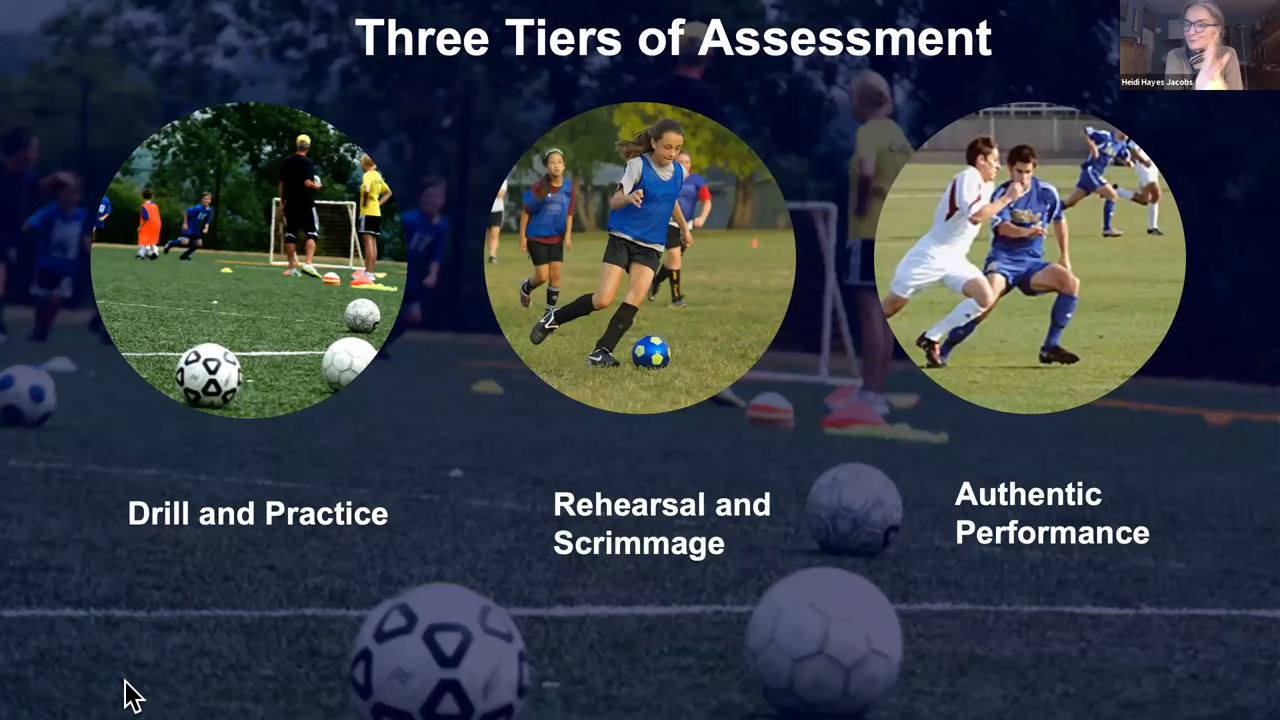 Three Tiers of Assessment
Heidi Hayes Jacobs
Drill and Practice
Rehearsal and
Scrimmage
Authentic
Performance